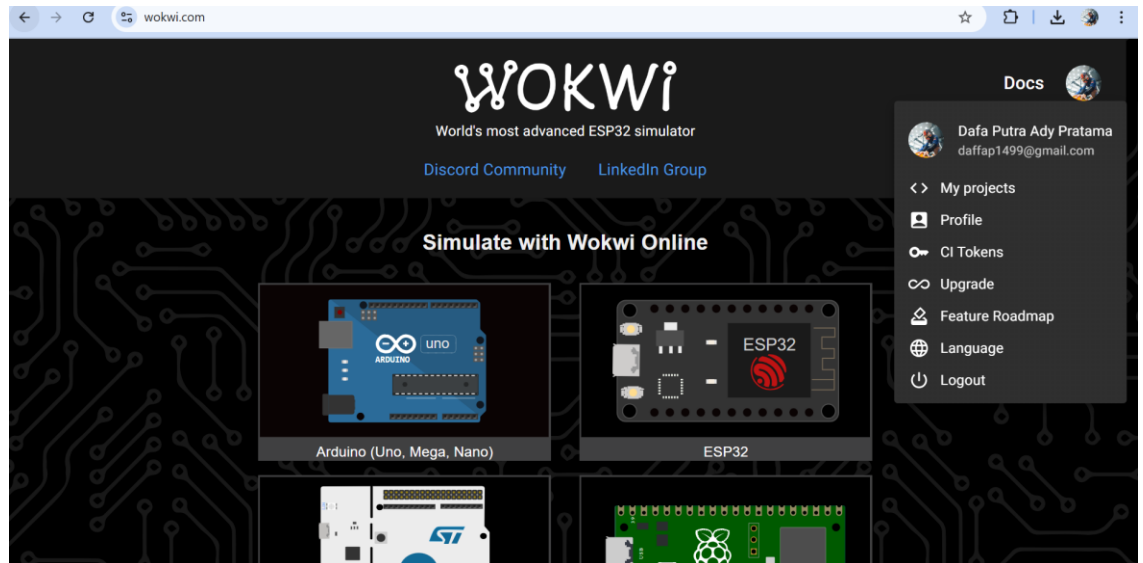 wokwi.com
WOKWi
World's most advanced ESP32 simulator
Discord Community LinkedIn Group
Docs
Dafa Putra Ady Pratama
daffap1499@gmail.com
My projects
Profile
CI Tokens
Upgrade
Feature Roadmap
Language
Logout
Simulate with Wokwi Online
uno
ARDUINO
Arduino (Uno, Mega, Nano)
ESP32
ESP32
ST
USB